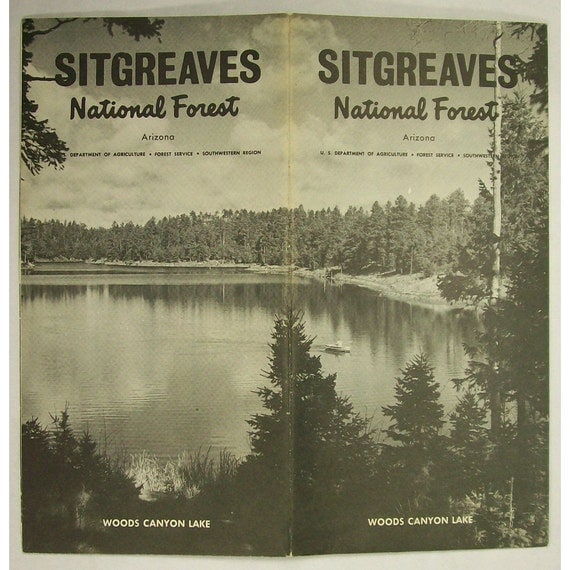 SITGREAVES
National Forest
Arizona
DEPARTMENT OF AGRICULTURE • FOREST SERVICE • SOUTHWESTERN REGION
WOODS CANYON LAKE
SITGREAVES
National Forest
Arizona
U. S. DEPARTMENT OF AGRICULTURE • FOREST SERVICE •
WOODS CANYON LAKE